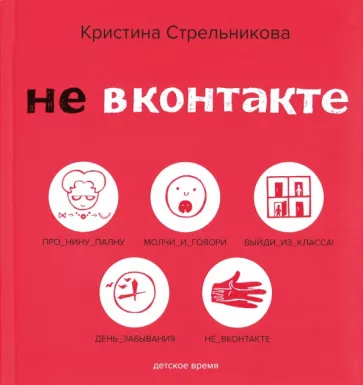 Кристина Стрельникова
не вконтакте
ПРО_НИНУ_ПАЛНУ МОЛЧИ_И_ГОВОРИ ВЫЙДИ_ИЗ_КЛАССА!
ДЕНЬ_ЗАБЫВАНИЯ НЕ_ВКОНТАКТЕ
детское время